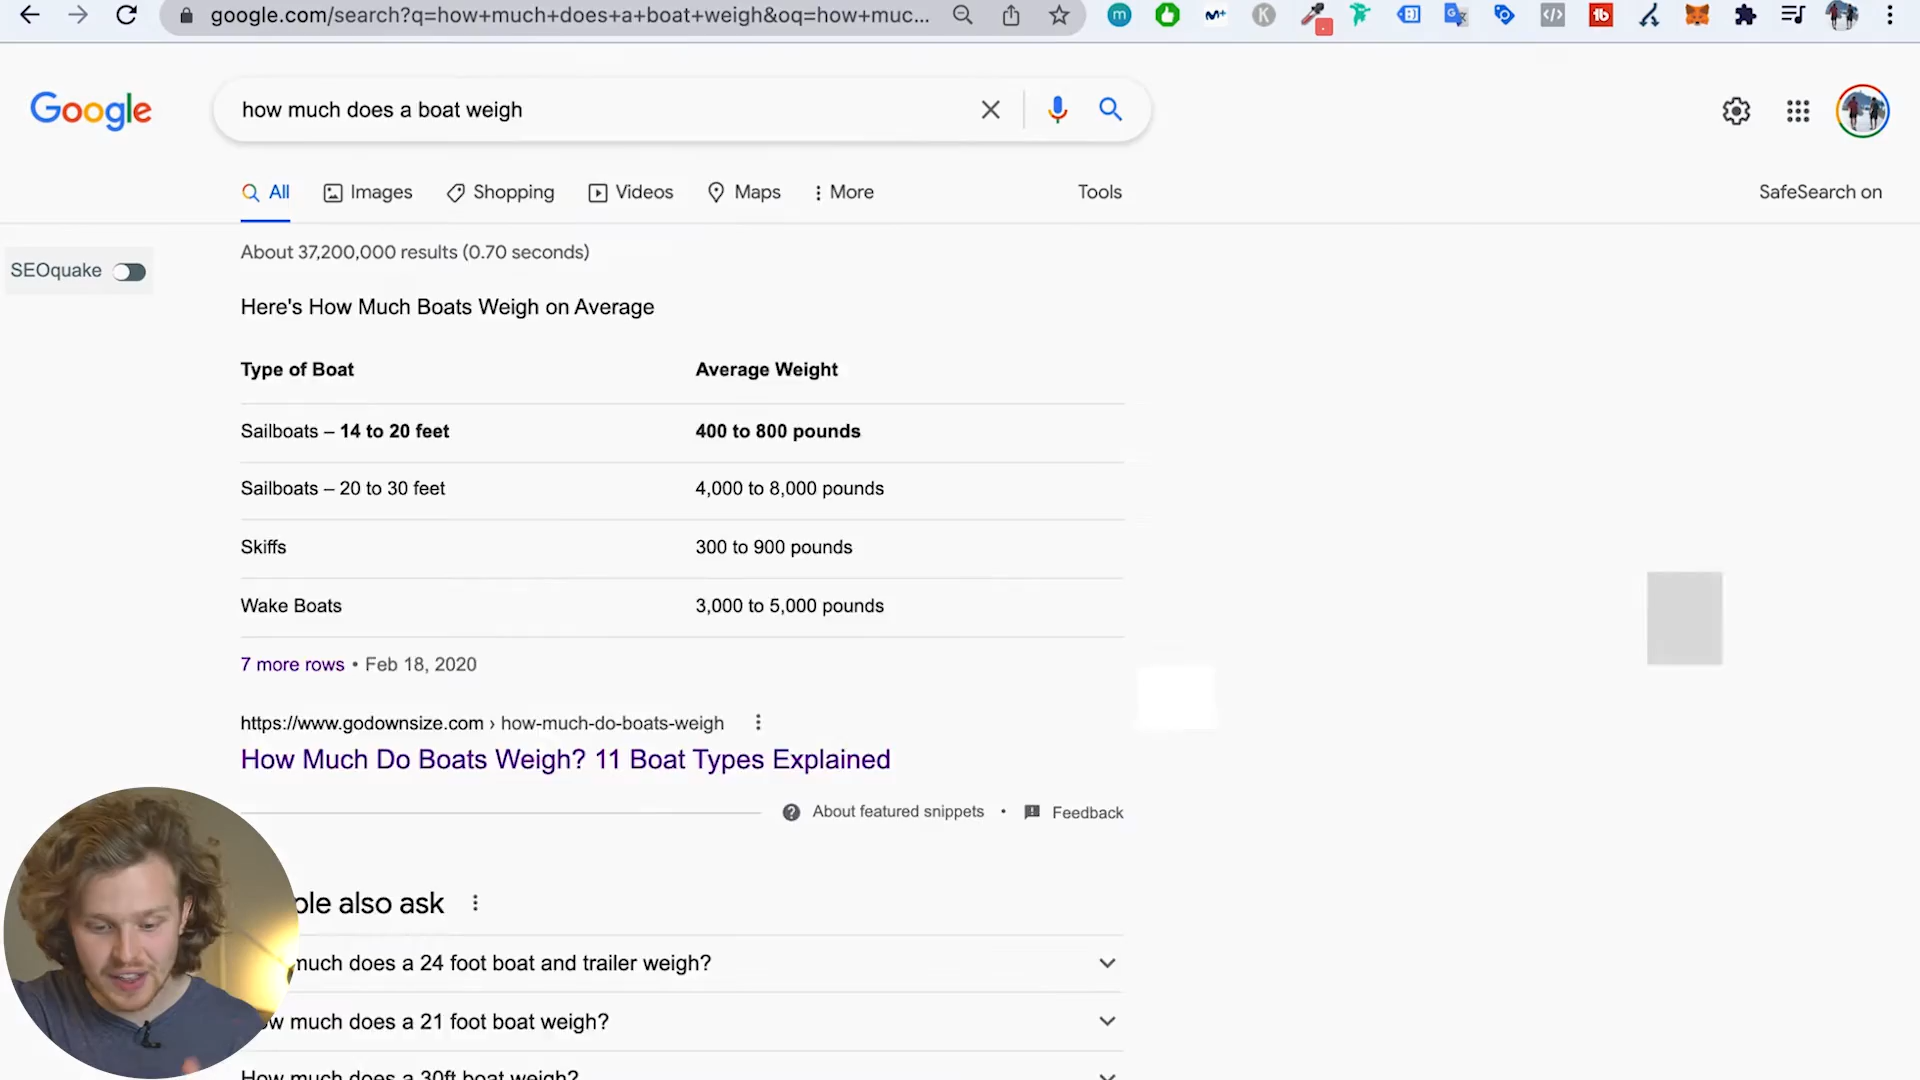 google.com/search?q=how+much+does+a+boat+weigh&oq=how+muc...
Google
how much does a boat weigh
All
Images
Shopping
Videos
Maps
More
Tools
SafeSearch on
SEOquake
About 37,200,000 results (0.70 seconds)
Here's How Much Boats Weigh on Average
Type of Boat Average Weight
Sailboats – 14 to 20 feet 400 to 800 pounds
Sailboats – 20 to 30 feet 4,000 to 8,000 pounds
Skiffs 300 to 900 pounds
Wake Boats 3,000 to 5,000 pounds
7 more rows • Feb 18, 2020
https://www.godownsize.com › how-much-do-boats-weigh
How Much Do Boats Weigh? 11 Boat Types Explained
About featured snippets • Feedback
ple also ask
much does a 24 foot boat and trailer weigh?
ow much does a 21 foot boat weigh?
How much does a 30ft boat weigh?